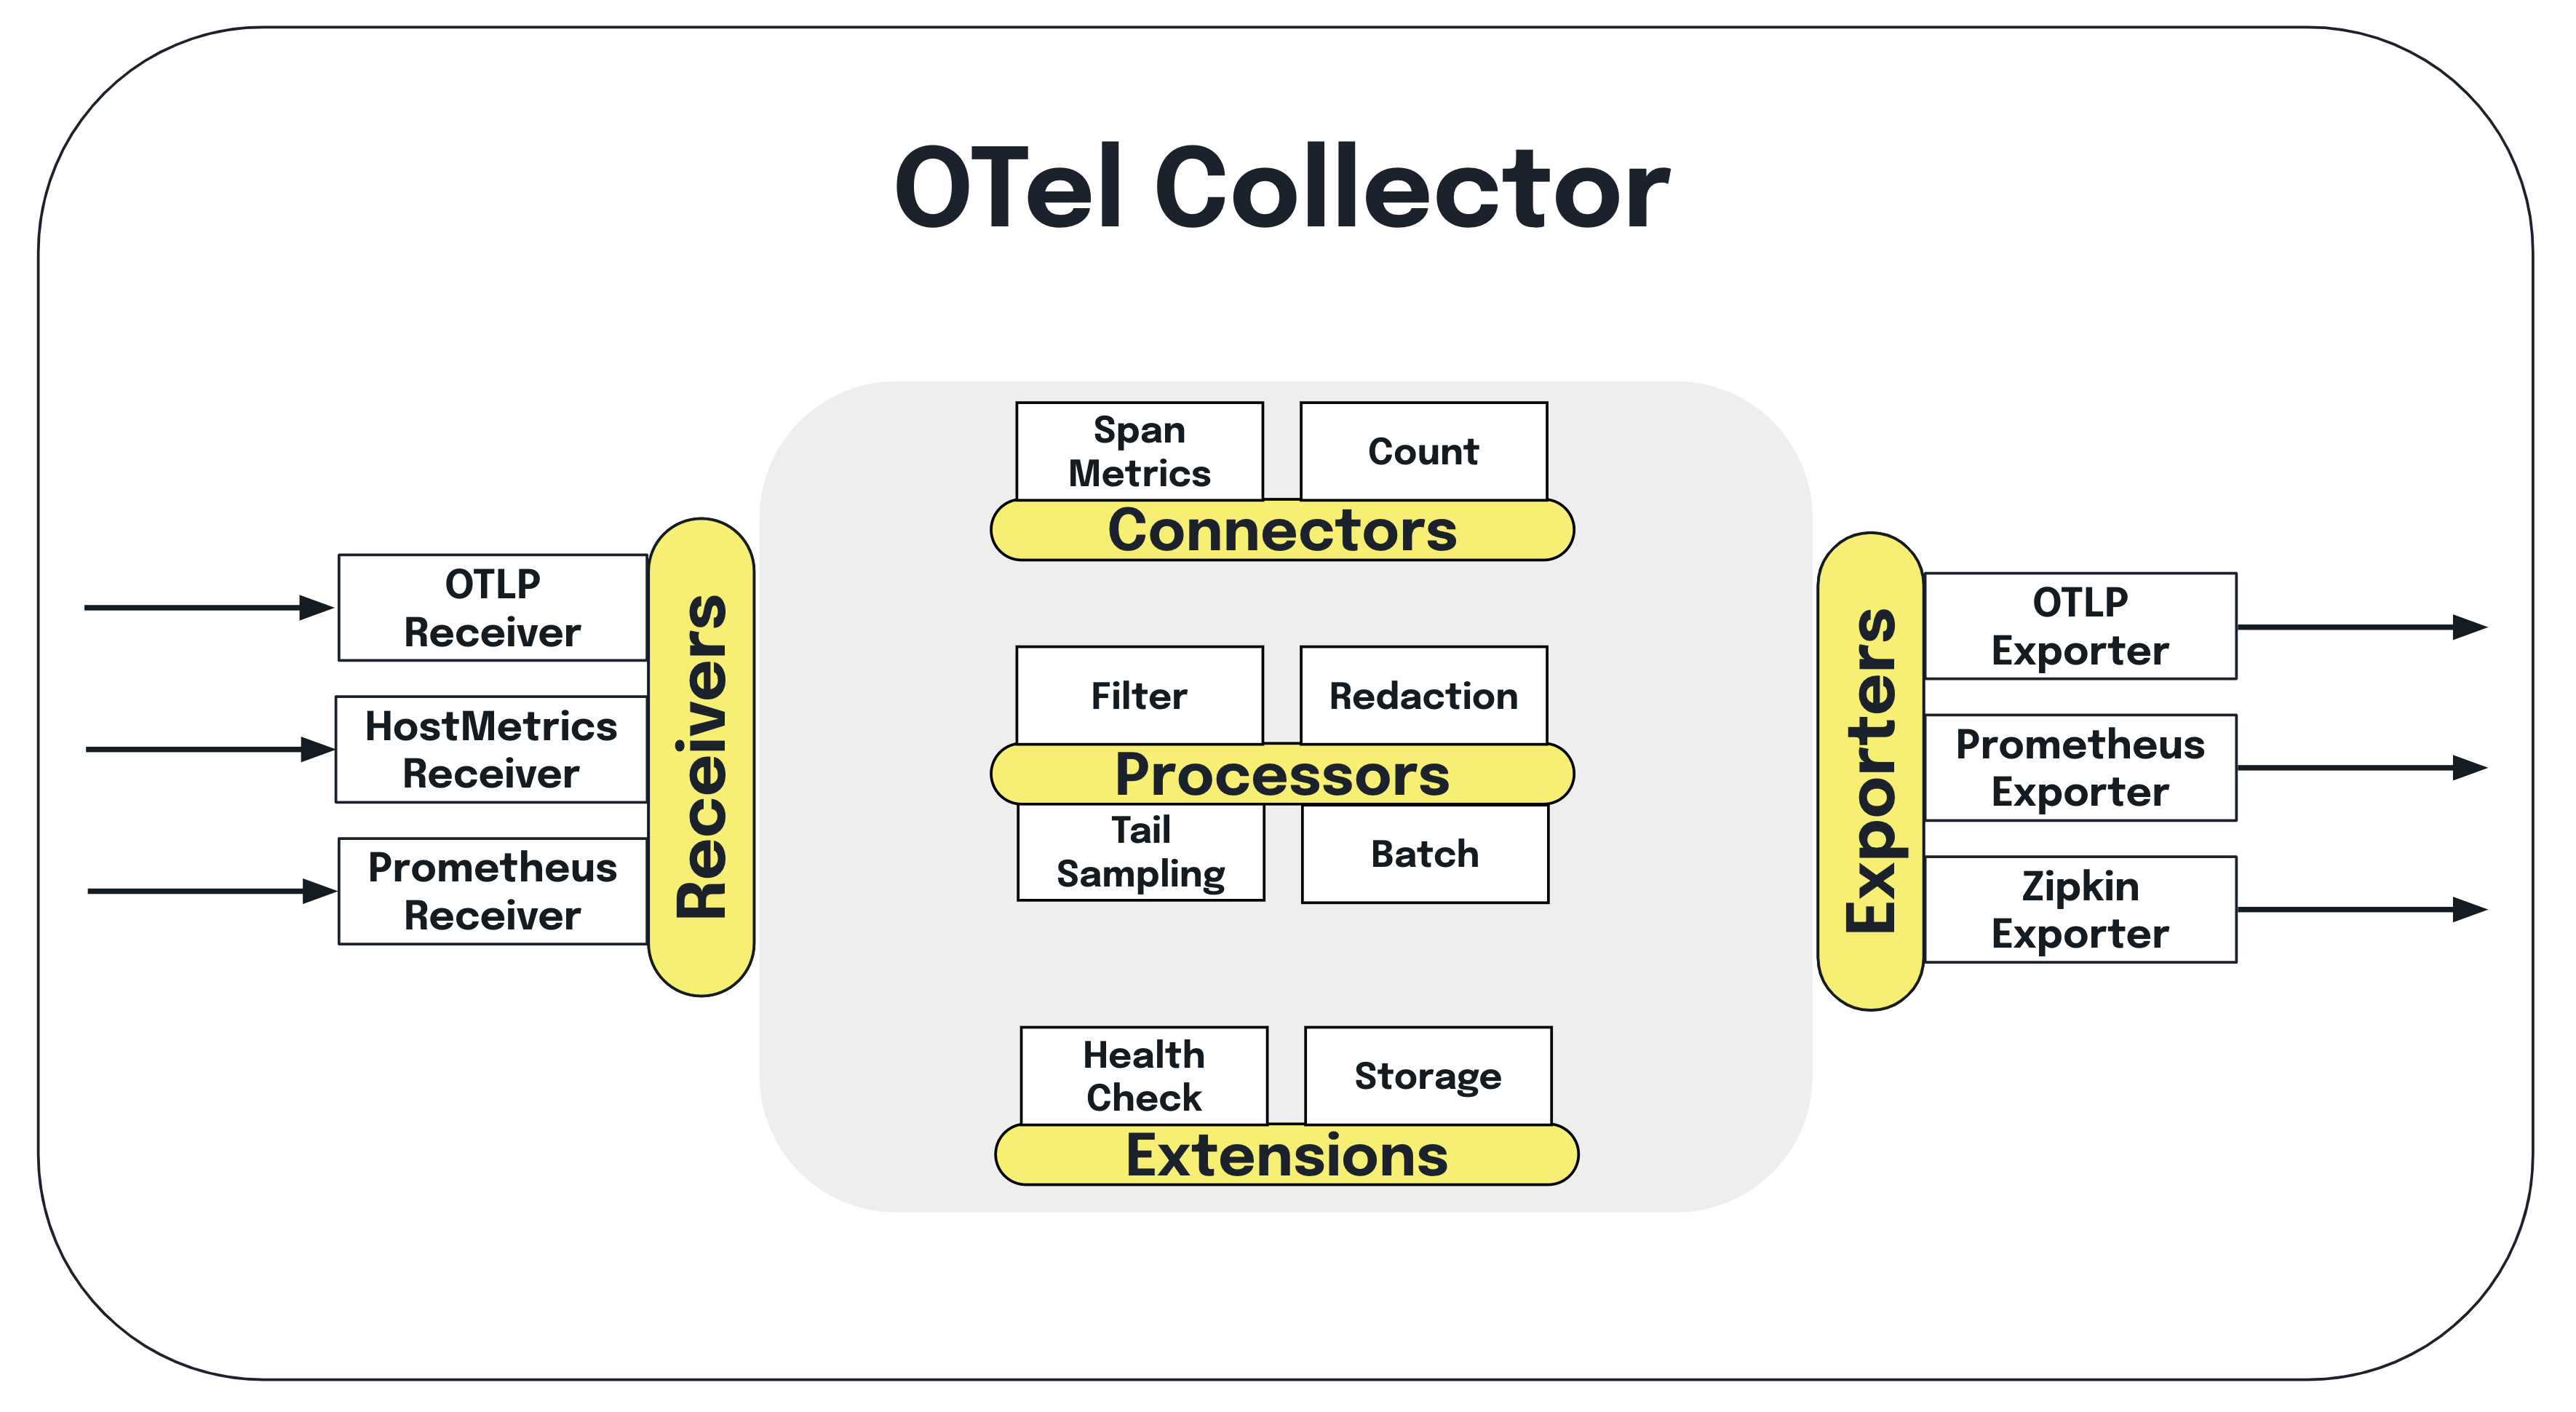 OTel Collector
OTLP
Receiver
HostMetrics
Receiver
Prometheus
Receiver
Receivers
Span
Metrics
Count
Connectors
Filter
Redaction
Processors
Tail
Sampling
Batch
Health
Check
Storage
Extensions
Exporters
OTLP
Exporter
Prometheus
Exporter
Zipkin
Exporter